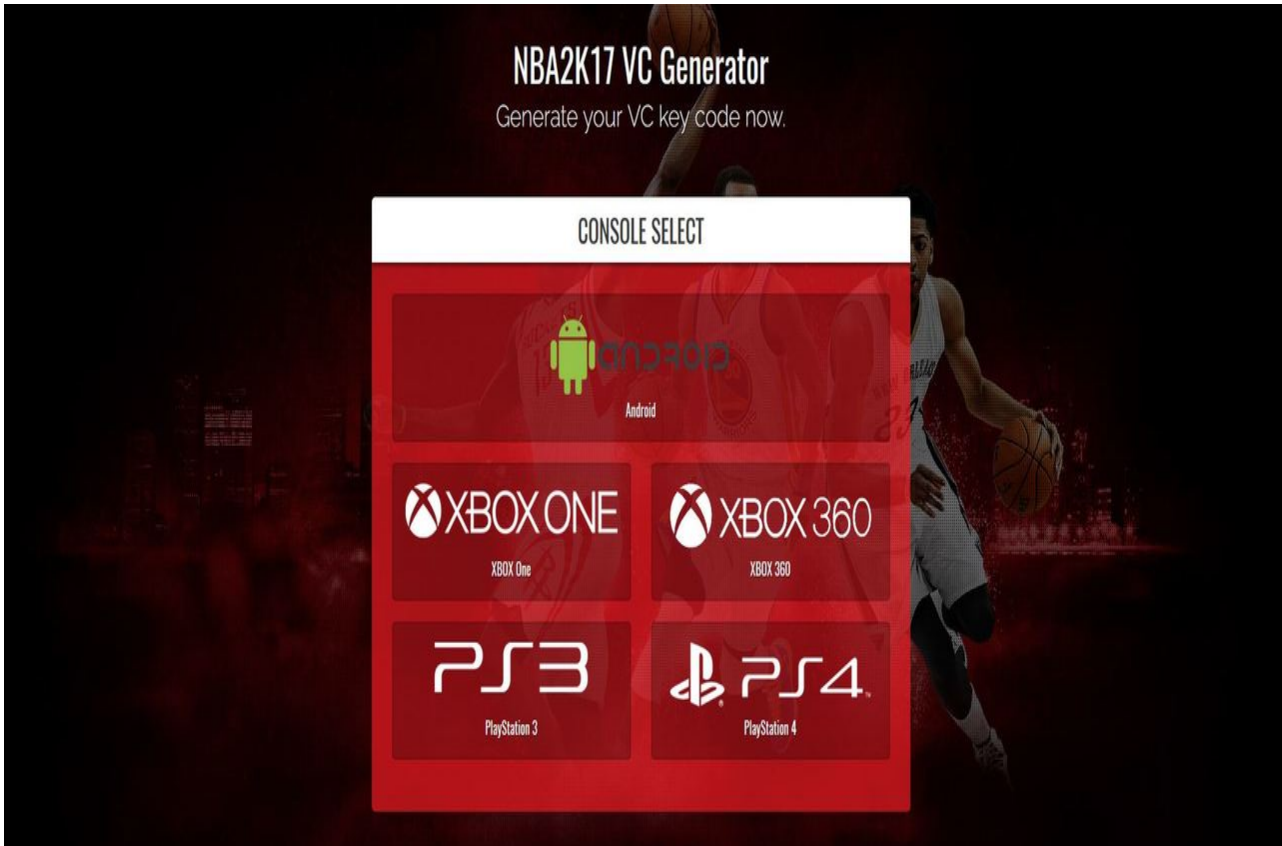 NBA2K17 VC Generator
Generate your VC key code now.
CONSOLE SELECT
ANDROID
Android
XBOX ONE
XBOX One
XBOX 360
XBOX 360
PS3
PlayStation 3
PS4
PlayStation 4